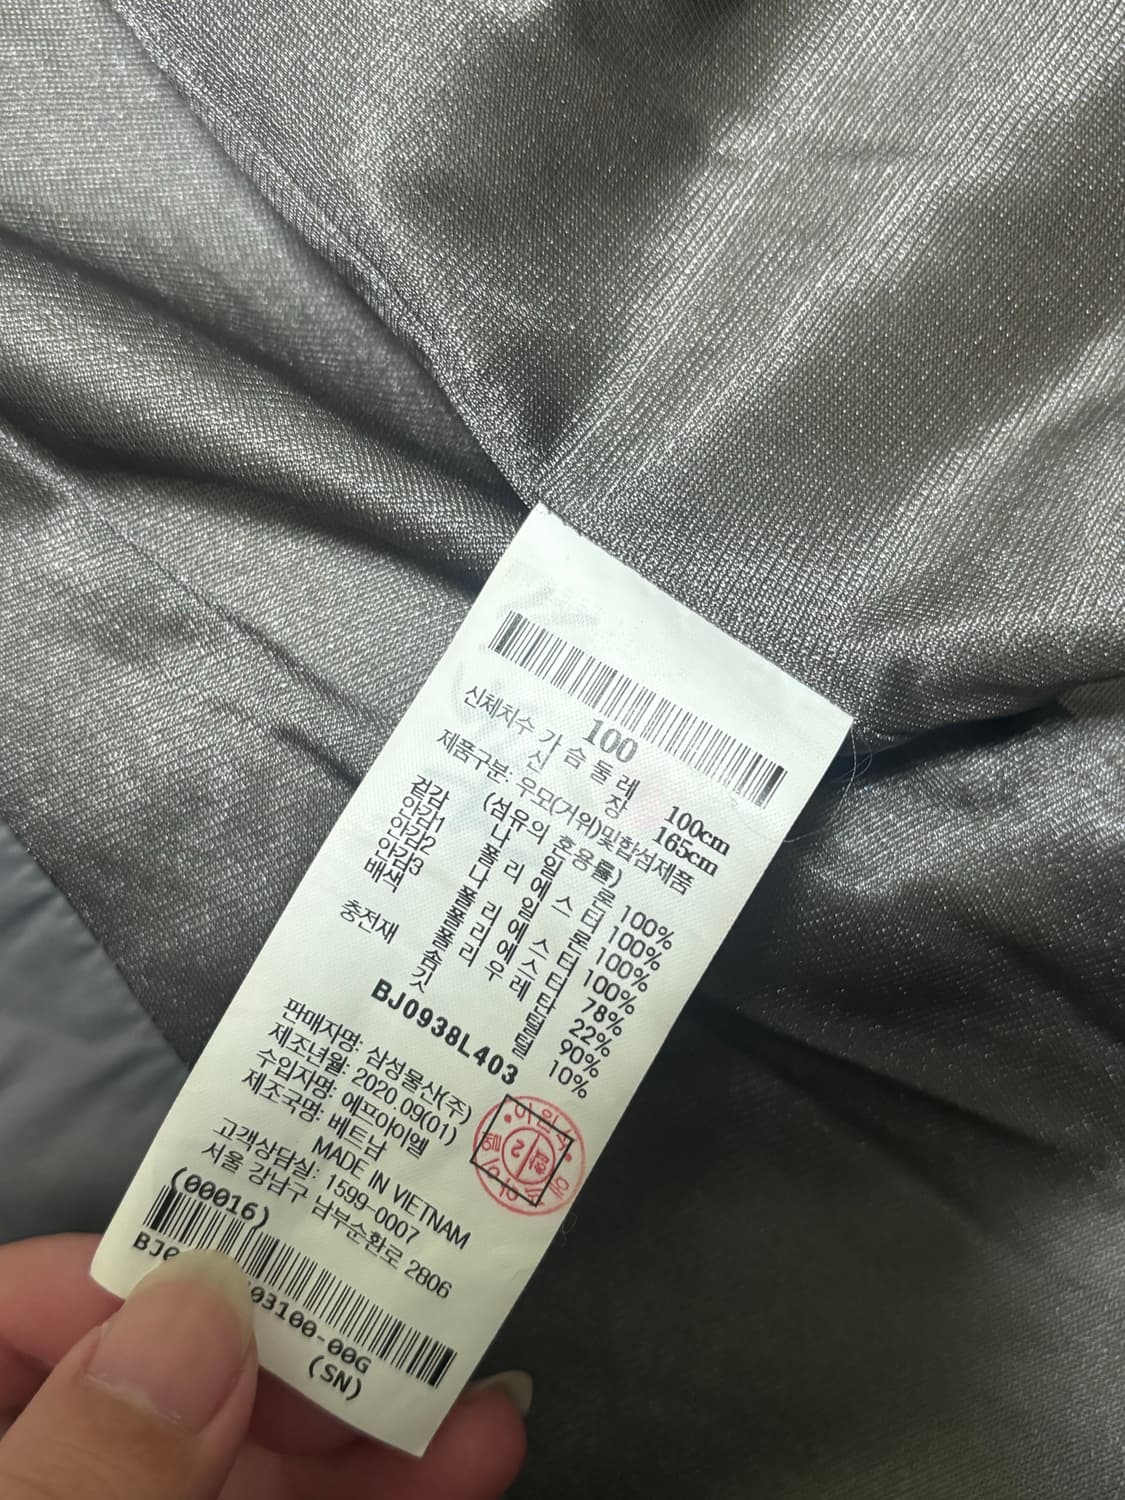 100
신체치수 가 슴 둘 레 100cm
신 장 165cm
제품구분: 우모(거위)및합섬제품
(섬유의 혼용률)
겉감 나 일 론 100%
안감1 폴 리 에 스 터 100%
안감2 나 일 론 100%
안감3 폴 리 에 스 터 100%
배색 폴 리 에 스 터 78%
폴 리 우 레 탄 22%
충전재 솜 털 90%
깃 털 10%
BJ0938L403
판매자명: 삼성물산(주)
제조년월: 2020.09(01)
수입자명: 에프아이엘
제조국명: 베트남
MADE IN VIETNAM
고객상담실: 1599-0007
서울 강남구 남부순환로 2806
(00016)
03100-00G
(SN)